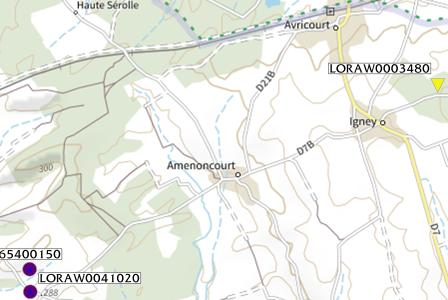 Haute Sérolle
Avricourt
LORAW0003480
D21B
Igney
D7B
Amenoncourt
300
D7
65400150
LORAW0041020
288